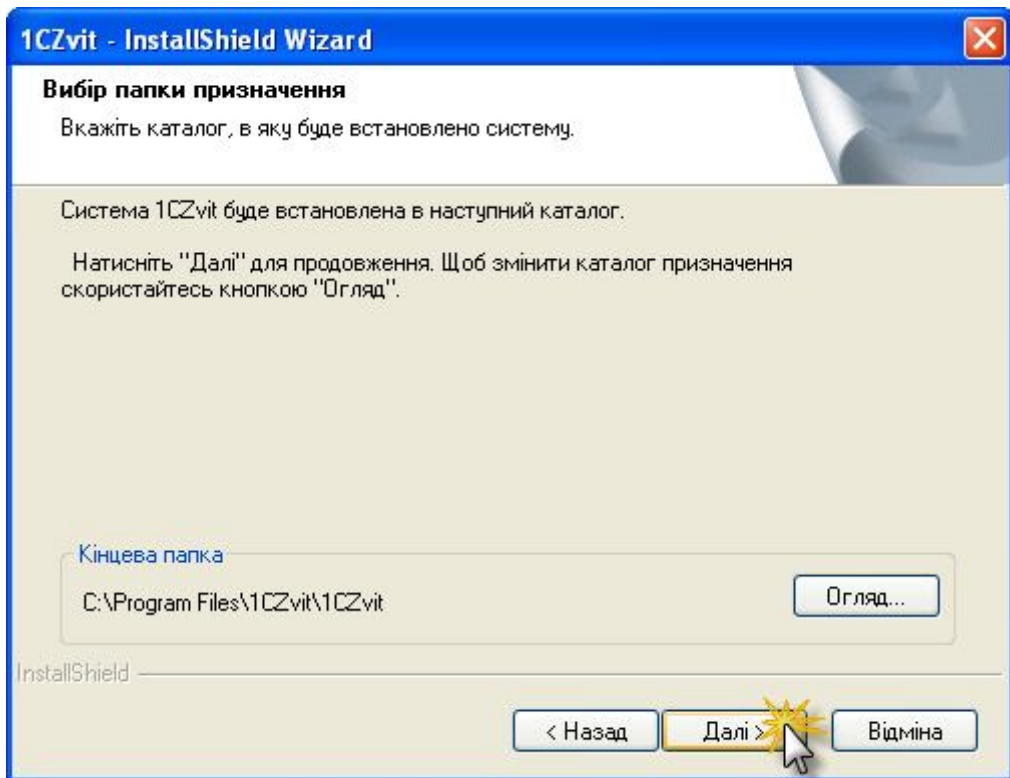 1CZvit - InstallShield Wizard
Вибір папки призначення
Вкажіть каталог, в яку буде встановлено систему.
Система 1CZvit буде встановлена в наступний каталог.
Натисніть "Далі" для продовження. Щоб змінити каталог призначення
скористайтесь кнопкою "Огляд".
Кінцева папка
C:\Program Files\1CZvit\1CZvit
Огляд...
InstallShield
< Назад
Далі >
Відміна